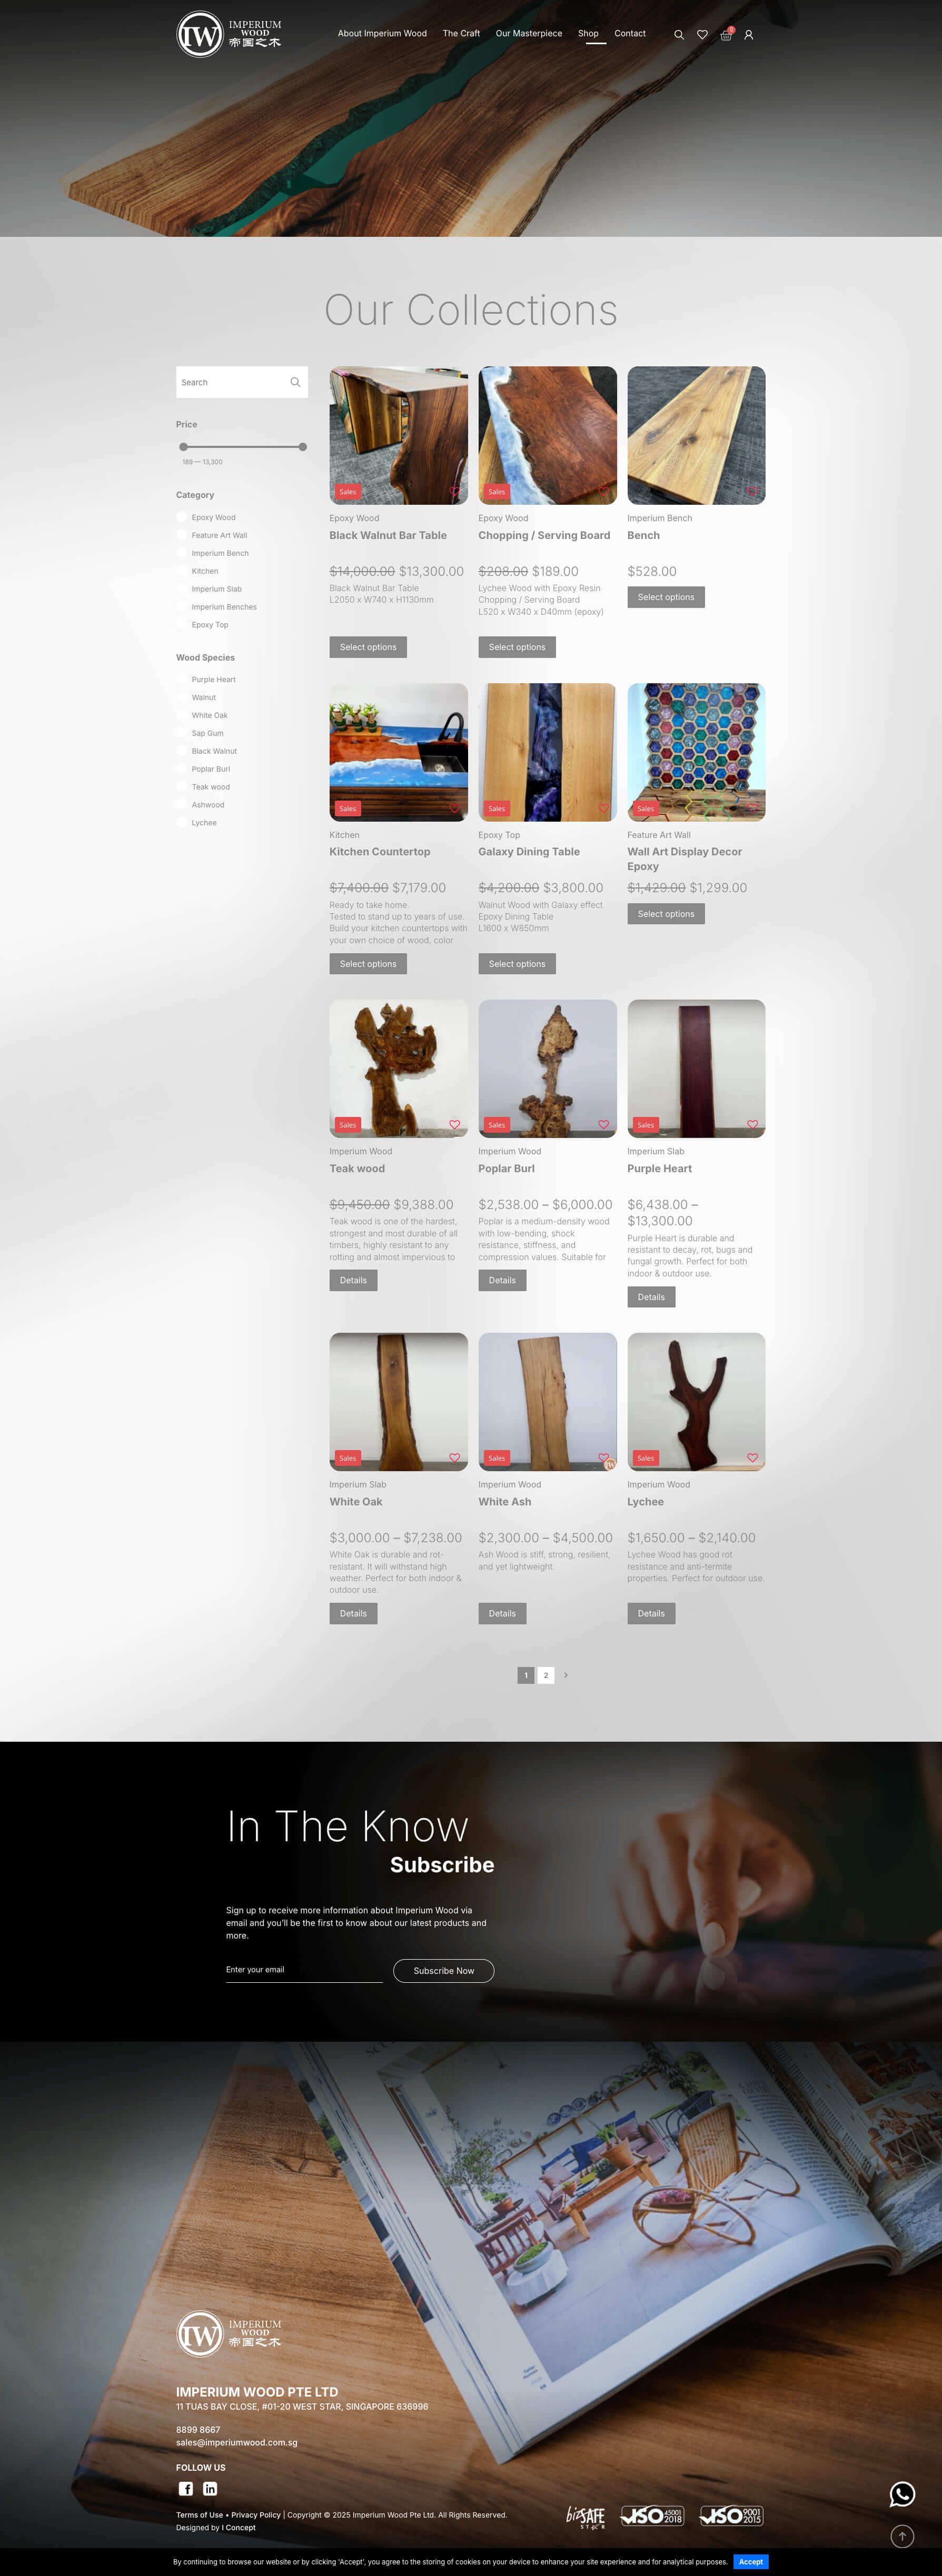 IW IMPERIUM
WOOD
帝国之木
About Imperium Wood The Craft Our Masterpiece Shop Contact 0
Our Collections
Search
Price
189 — 13,300
Category
Epoxy Wood
Feature Art Wall
Imperium Bench
Kitchen
Imperium Slab
Imperium Benches
Epoxy Top
Wood Species
Purple Heart
Walnut
White Oak
Sap Gum
Black Walnut
Poplar Burl
Teak wood
Ashwood
Lychee
Sales
Epoxy Wood
Black Walnut Bar Table
$14,000.00 $13,300.00
Black Walnut Bar Table
L2050 x W740 x H1130mm
Select options
Sales
Epoxy Wood
Chopping / Serving Board
$208.00 $189.00
Lychee Wood with Epoxy Resin
Chopping / Serving Board
L520 x W340 x D40mm (epoxy)
Select options
Imperium Bench
Bench
$528.00
Select options
Sales
Kitchen
Kitchen Countertop
$7,400.00 $7,179.00
Ready to take home.
Tested to stand up to years of use.
Build your kitchen countertops with
your own choice of wood, color
Select options
Sales
Epoxy Top
Galaxy Dining Table
$4,200.00 $3,800.00
Walnut Wood with Galaxy effect
Epoxy Dining Table
L1600 x W850mm
Select options
Sales
Feature Art Wall
Wall Art Display Decor
Epoxy
$1,429.00 $1,299.00
Select options
Sales
Imperium Wood
Teak wood
$9,450.00 $9,388.00
Teak wood is one of the hardest,
strongest and most durable of all
timbers, highly resistant to any
rotting and almost impervious to
Details
Sales
Imperium Wood
Poplar Burl
$2,538.00 – $6,000.00
Poplar is a medium-density wood
with low-bending, shock
resistance, stiffness, and
compression values. Suitable for
Details
Sales
Imperium Slab
Purple Heart
$6,438.00 –
$13,300.00
Purple Heart is durable and
resistant to decay, rot, bugs and
fungal growth. Perfect for both
indoor & outdoor use.
Details
Sales
Imperium Slab
White Oak
$3,000.00 – $7,238.00
White Oak is durable and rot-
resistant. It will withstand high
weather. Perfect for both indoor &
outdoor use.
Details
Sales
Imperium Wood
White Ash
$2,300.00 – $4,500.00
Ash Wood is stiff, strong, resilient,
and yet lightweight.
Details
Sales
Imperium Wood
Lychee
$1,650.00 – $2,140.00
Lychee Wood has good rot
resistance and anti-termite
properties. Perfect for outdoor use.
Details
1 2 ›
In The Know
Subscribe
Sign up to receive more information about Imperium Wood via
email and you'll be the first to know about our latest products and
more.
Enter your email Subscribe Now
IW IMPERIUM
WOOD
帝国之木
IMPERIUM WOOD PTE LTD
11 TUAS BAY CLOSE, #01-20 WEST STAR, SINGAPORE 636996
8899 8667
sales@imperiumwood.com.sg
FOLLOW US
Terms of Use • Privacy Policy | Copyright © 2025 Imperium Wood Pte Ltd. All Rights Reserved.
Designed by I Concept
biSAFE
STAR
ISO 45001
2018
ISO 9001
2015
By continuing to browse our website or by clicking 'Accept', you agree to the storing of cookies on your device to enhance your site experience and for analytical purposes. Accept